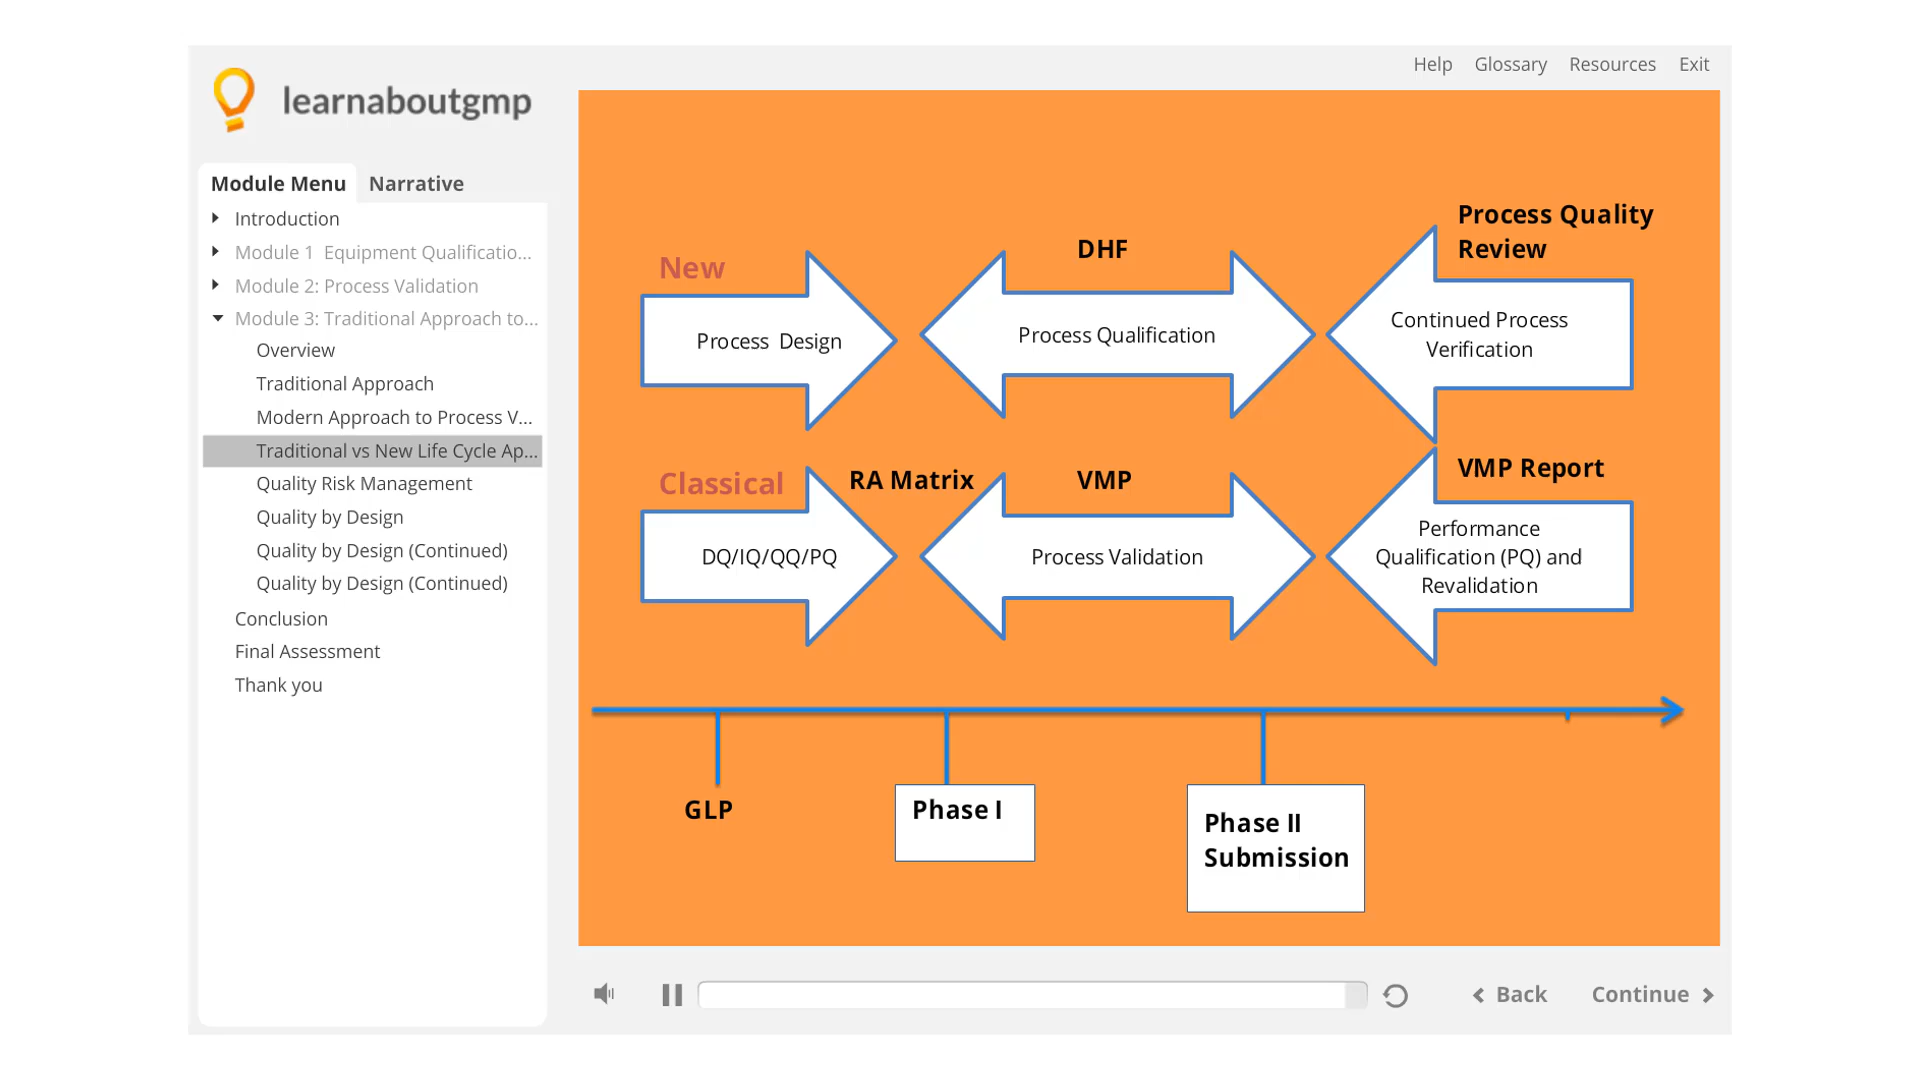 Help Glossary Resources Exit
learnaboutgmp
Module Menu Narrative
Introduction
Module 1 Equipment Qualificatio...
Module 2: Process Validation
Module 3: Traditional Approach to...
Overview
Traditional Approach
Modern Approach to Process V...
Traditional vs New Life Cycle Ap...
Quality Risk Management
Quality by Design
Quality by Design (Continued)
Quality by Design (Continued)
Conclusion
Final Assessment
Thank you
New
Process Design
DHF
Process Qualification
Process Quality
Review
Continued Process
Verification
Classical
DQ/IQ/QQ/PQ
RA Matrix
VMP
Process Validation
VMP Report
Performance
Qualification (PQ) and
Revalidation
GLP
Phase I
Phase II
Submission
Back Continue